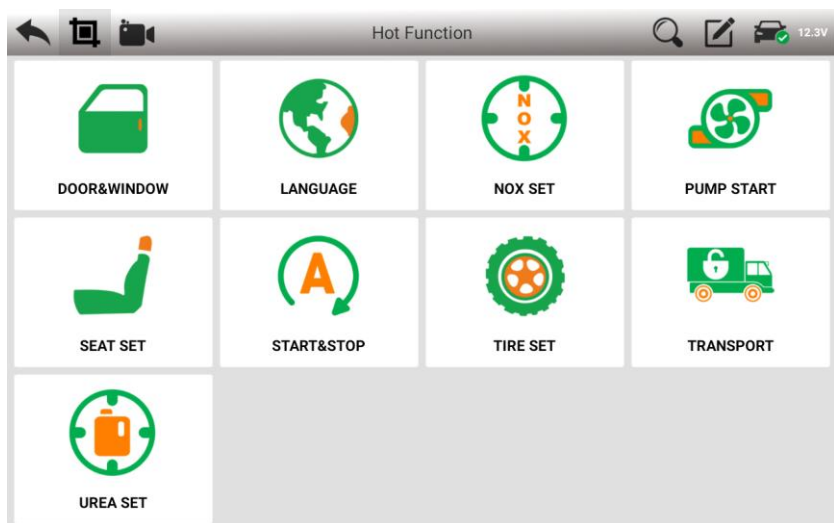 Hot Function
12.3V
NOX
DOOR&WINDOW
LANGUAGE
NOX SET
PUMP START
A
SEAT SET
START&STOP
TIRE SET
TRANSPORT
UREA SET